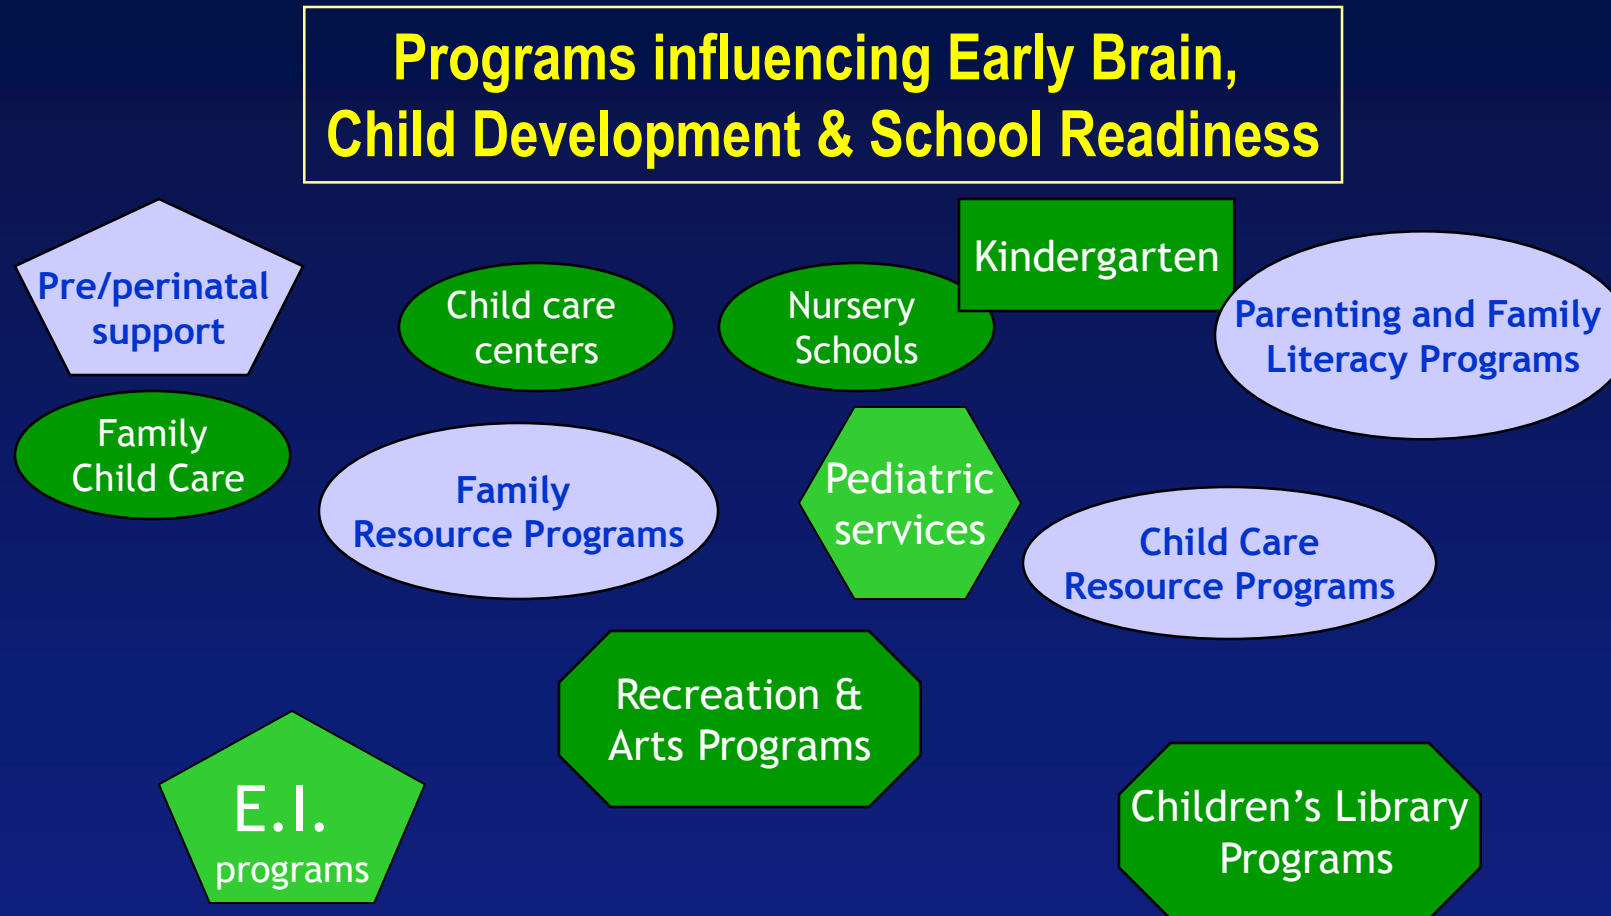 Programs influencing Early Brain,
Child Development & School Readiness
Pre/perinatal
support
Child care
centers
Nursery
Schools
Kindergarten
Parenting and Family
Literacy Programs
Family
Child Care
Family
Resource Programs
Pediatric
services
Child Care
Resource Programs
Recreation &
Arts Programs
E.I.
programs
Children’s Library
Programs